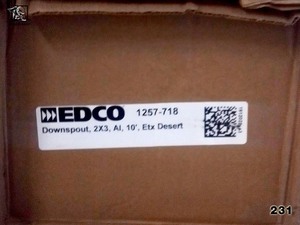 EDCO 1257-718
Downspout, 2X3, Al, 10', Etx Desert
231